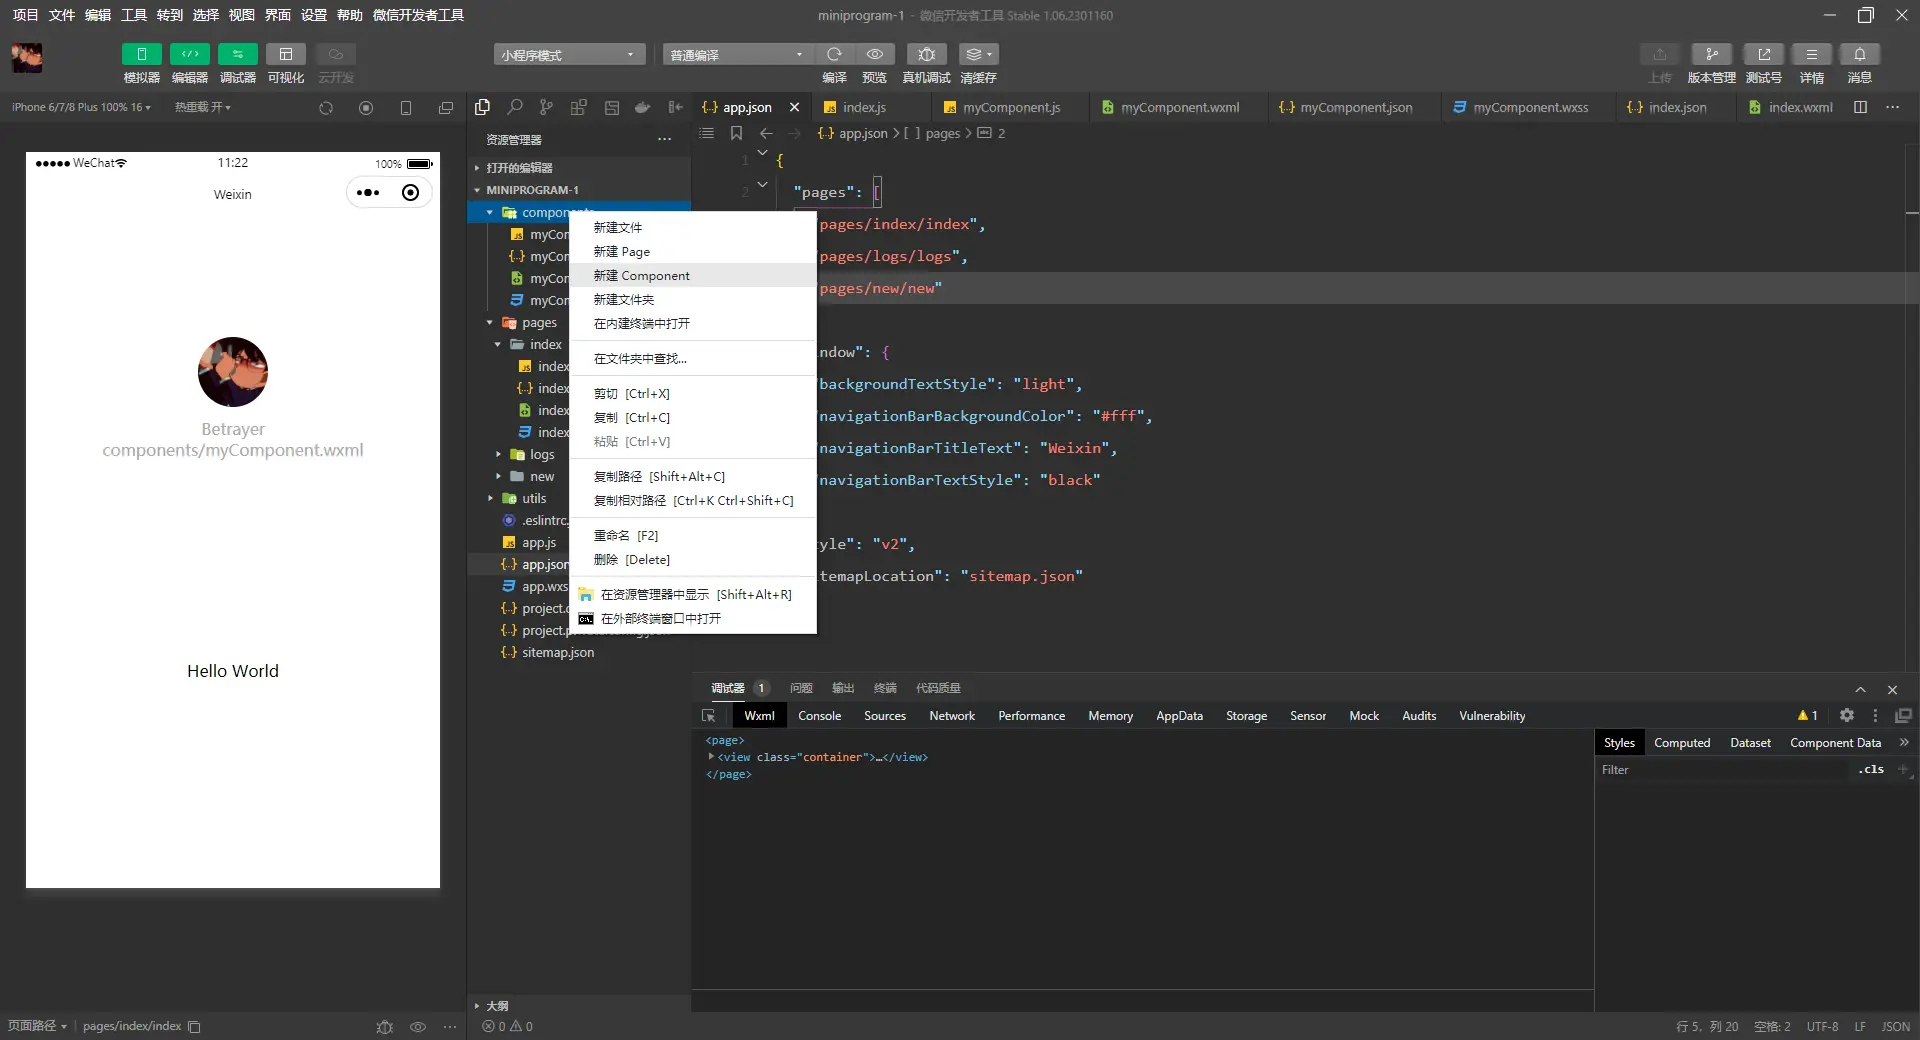 项目 文件 编辑 工具 转到 选择 视图 界面 设置 帮助 微信开发者工具
miniprogram-1 - 微信开发者工具 Stable 1.06.2301160
小程序模式
普通编译
模拟器 编辑器 调试器 可视化 云开发
编译 预览 真机调试 清缓存
上传 版本管理 测试号 详情 消息
iPhone 6/7/8 Plus 100% 16
热重载 开
WeChat
11:22
100%
Weixin
Betrayer
components/myComponent.wxml
Hello World
页面路径
pages/index/index
资源管理器
打开的编辑器
MINIPROGRAM-1
components
myCom
myCom
myCom
myCom
pages
index
index
index
index
index
logs
new
utils
.eslintrc.
app.js
app.json
app.wxs
project.c
project.p
sitemap.json
大纲
0 0
新建文件
新建 Page
新建 Component
新建文件夹
在内建终端中打开
在文件夹中查找...
剪切 [Ctrl+X]
复制 [Ctrl+C]
粘贴 [Ctrl+V]
复制路径 [Shift+Alt+C]
复制相对路径 [Ctrl+K Ctrl+Shift+C]
重命名 [F2]
删除 [Delete]
在资源管理器中显示 [Shift+Alt+R]
在外部终端窗口中打开
app.json
index.js
myComponent.js
myComponent.wxml
myComponent.json
myComponent.wxss
index.json
index.wxml
app.json > [ ] pages > 2
1 {
2 "pages": [
pages/index/index",
pages/logs/logs",
pages/new/new"
ndow": {
backgroundTextStyle": "light",
navigationBarBackgroundColor": "#fff",
navigationBarTitleText": "Weixin",
navigationBarTextStyle": "black"
yle": "v2",
temapLocation": "sitemap.json"
调试器 1 问题 输出 终端 代码质量
Wxml Console Sources Network Performance Memory AppData Storage Sensor Mock Audits Vulnerability
1
<page>
<view class="container">…</view>
</page>
Styles Computed Dataset Component Data
Filter
.cls
行 5，列 20 空格: 2 UTF-8 LF JSON